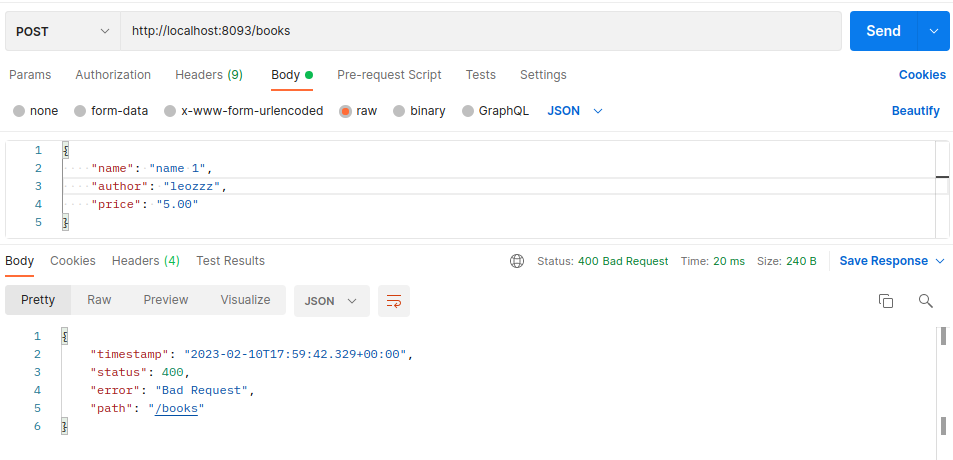 POST http://localhost:8093/books Send
Params Authorization Headers (9) Body Pre-request Script Tests Settings Cookies
none form-data x-www-form-urlencoded raw binary GraphQL JSON Beautify
1 {
2 "name": "name 1",
3 "author": "leozzz",
4 "price": "5.00"
5 }
Body Cookies Headers (4) Test Results Status: 400 Bad Request Time: 20 ms Size: 240 B Save Response
Pretty Raw Preview Visualize JSON
1 {
2 "timestamp": "2023-02-10T17:59:42.329+00:00",
3 "status": 400,
4 "error": "Bad Request",
5 "path": "/books"
6 }